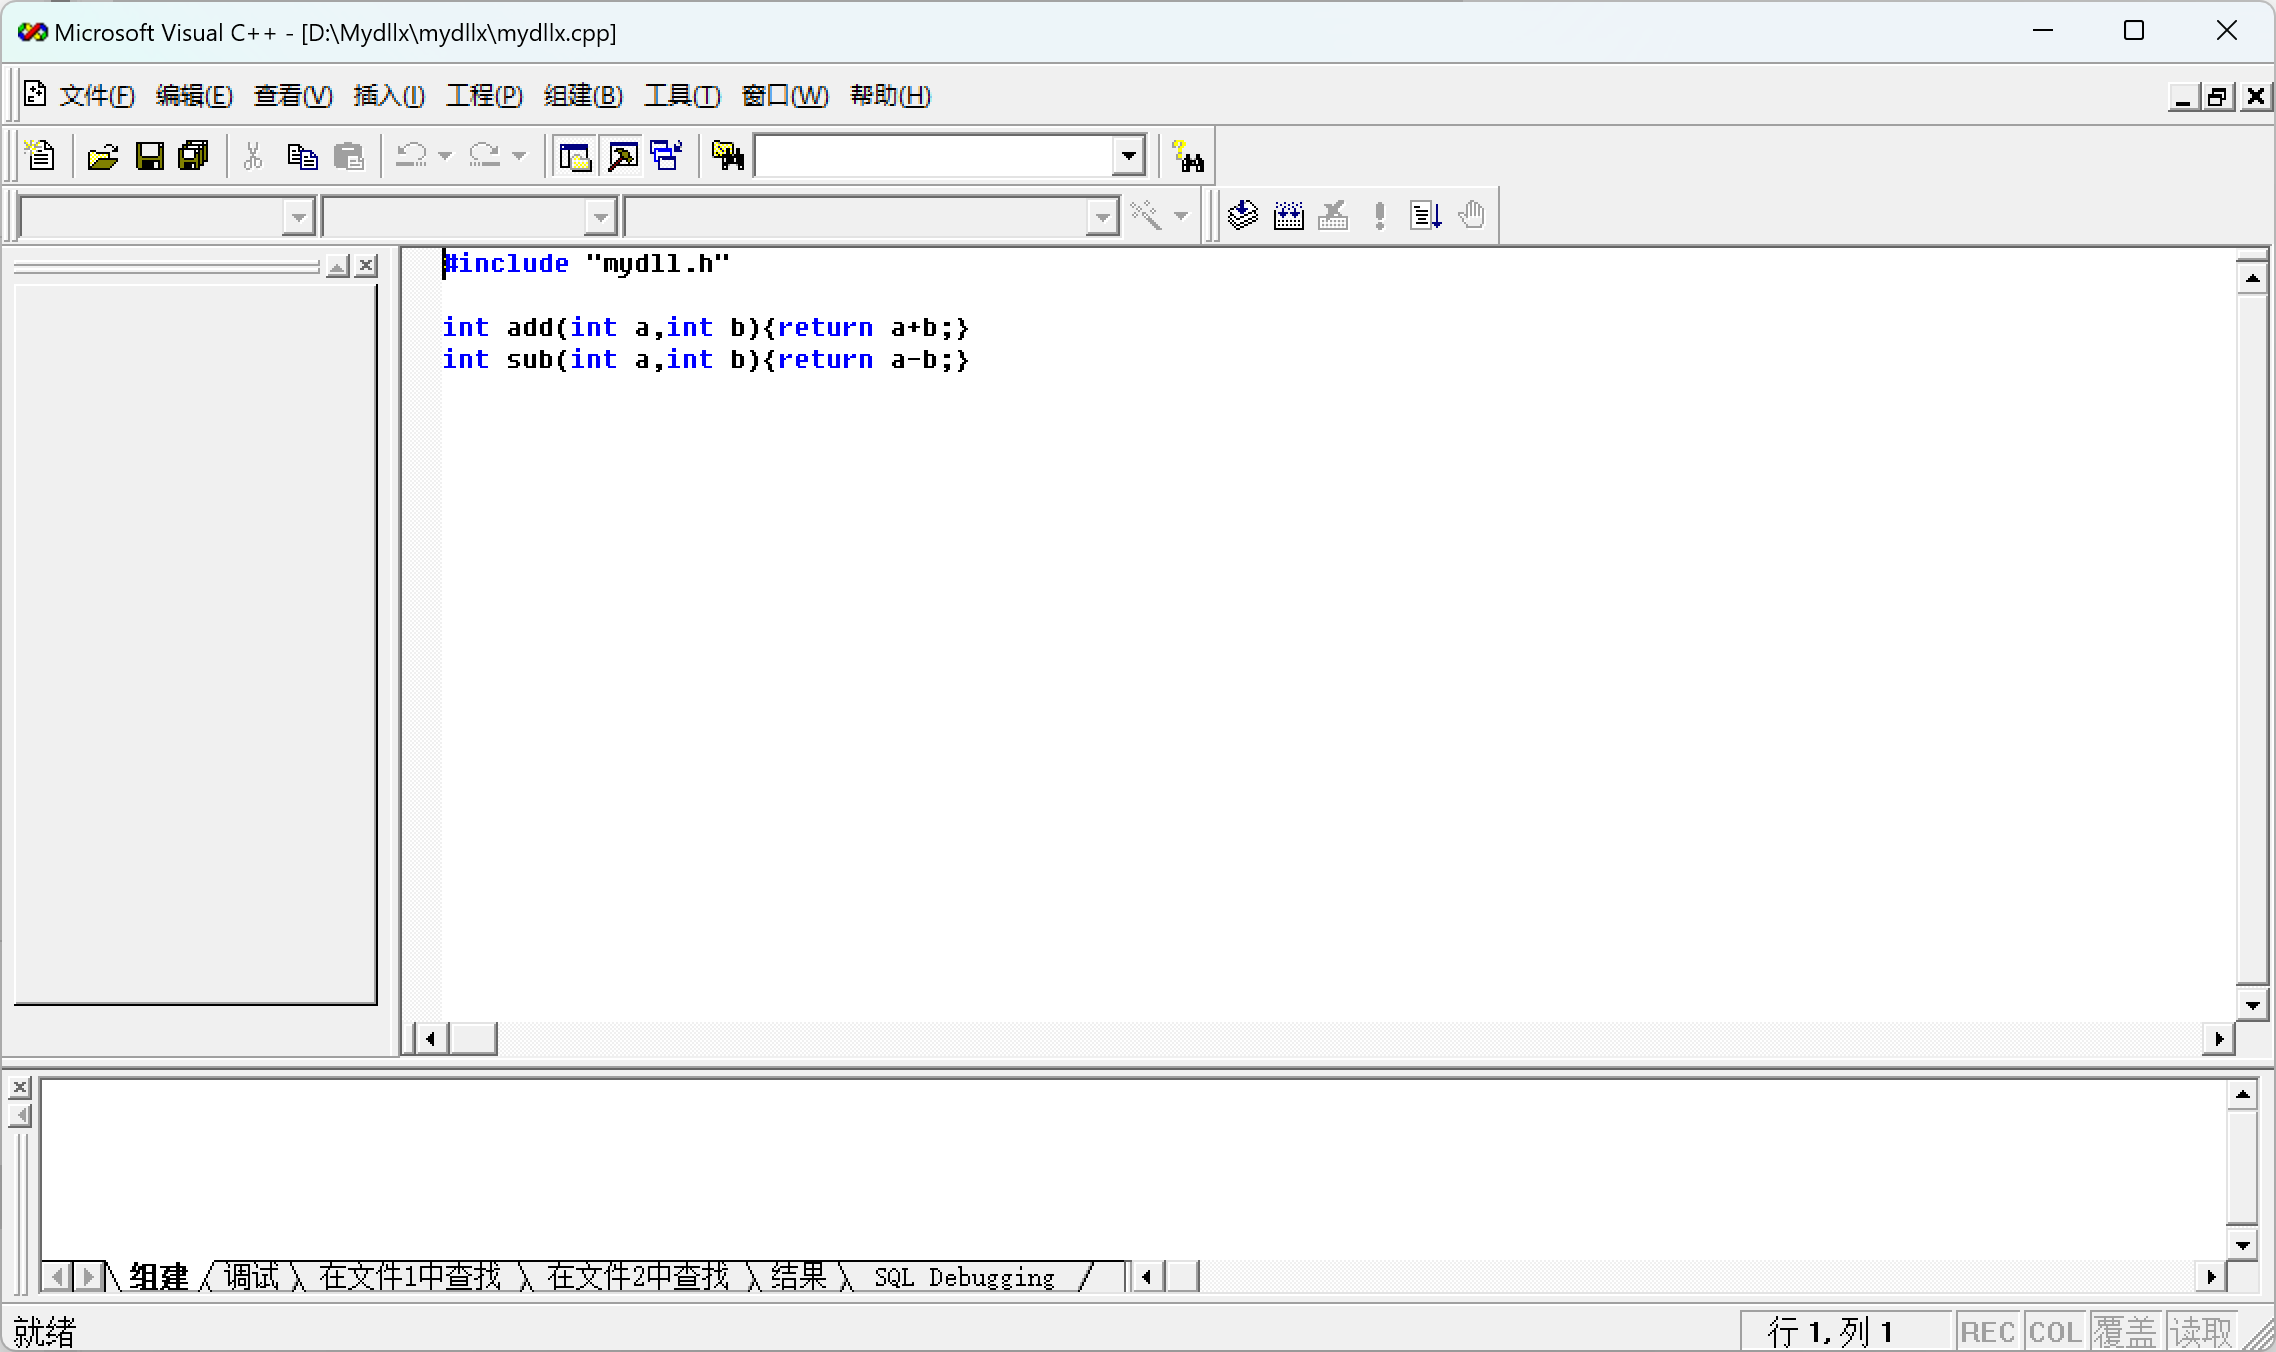 Microsoft Visual C++ - [D:\Mydllx\mydllx\mydllx.cpp]
文件(F) 编辑(E) 查看(V) 插入(I) 工程(P) 组建(B) 工具(T) 窗口(W) 帮助(H)
#include "mydll.h"
int add(int a,int b){return a+b;}
int sub(int a,int b){return a-b;}
组建 调试 在文件1中查找 在文件2中查找 结果 SQL Debugging
就绪 行 1, 列 1 REC COL 覆盖 读取